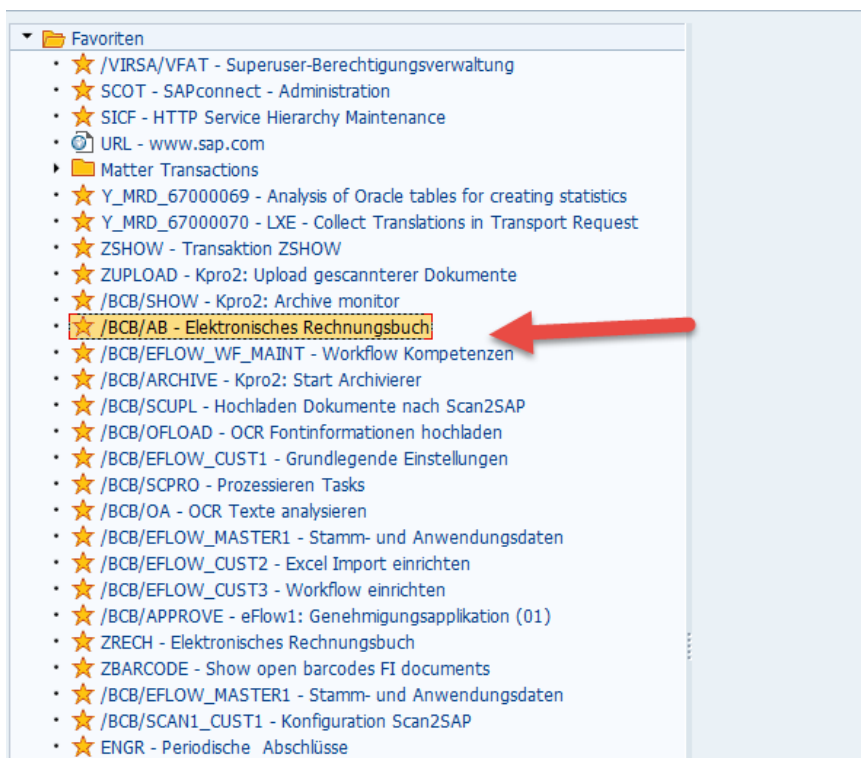 Favoriten
/VIRSA/VFAT - Superuser-Berechtigungsverwaltung
SCOT - SAPconnect - Administration
SICF - HTTP Service Hierarchy Maintenance
URL - www.sap.com
Matter Transactions
Y_MRD_67000069 - Analysis of Oracle tables for creating statistics
Y_MRD_67000070 - LXE - Collect Translations in Transport Request
ZSHOW - Transaktion ZSHOW
ZUPLOAD - Kpro2: Upload gescannterer Dokumente
/BCB/SHOW - Kpro2: Archive monitor
/BCB/AB - Elektronisches Rechnungsbuch
/BCB/EFLOW_WF_MAINT - Workflow Kompetenzen
/BCB/ARCHIVE - Kpro2: Start Archivierer
/BCB/SCUPL - Hochladen Dokumente nach Scan2SAP
/BCB/OFLOAD - OCR Fontinformationen hochladen
/BCB/EFLOW_CUST1 - Grundlegende Einstellungen
/BCB/SCPRO - Prozessieren Tasks
/BCB/OA - OCR Texte analysieren
/BCB/EFLOW_MASTER1 - Stamm- und Anwendungsdaten
/BCB/EFLOW_CUST2 - Excel Import einrichten
/BCB/EFLOW_CUST3 - Workflow einrichten
/BCB/APPROVE - eFlow1: Genehmigungsapplikation (01)
ZRECH - Elektronisches Rechnungsbuch
ZBARCODE - Show open barcodes FI documents
/BCB/EFLOW_MASTER1 - Stamm- und Anwendungsdaten
/BCB/SCAN1_CUST1 - Konfiguration Scan2SAP
ENGR - Periodische Abschlüsse